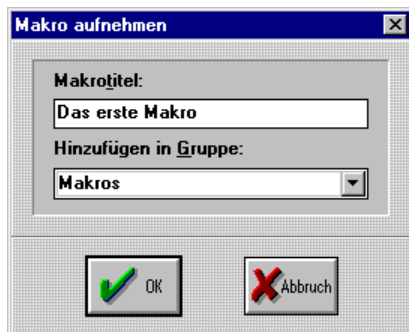 Makro aufnehmen
Makrotitel:
Das erste Makro
Hinzufügen in Gruppe:
Makros
OK
Abbruch